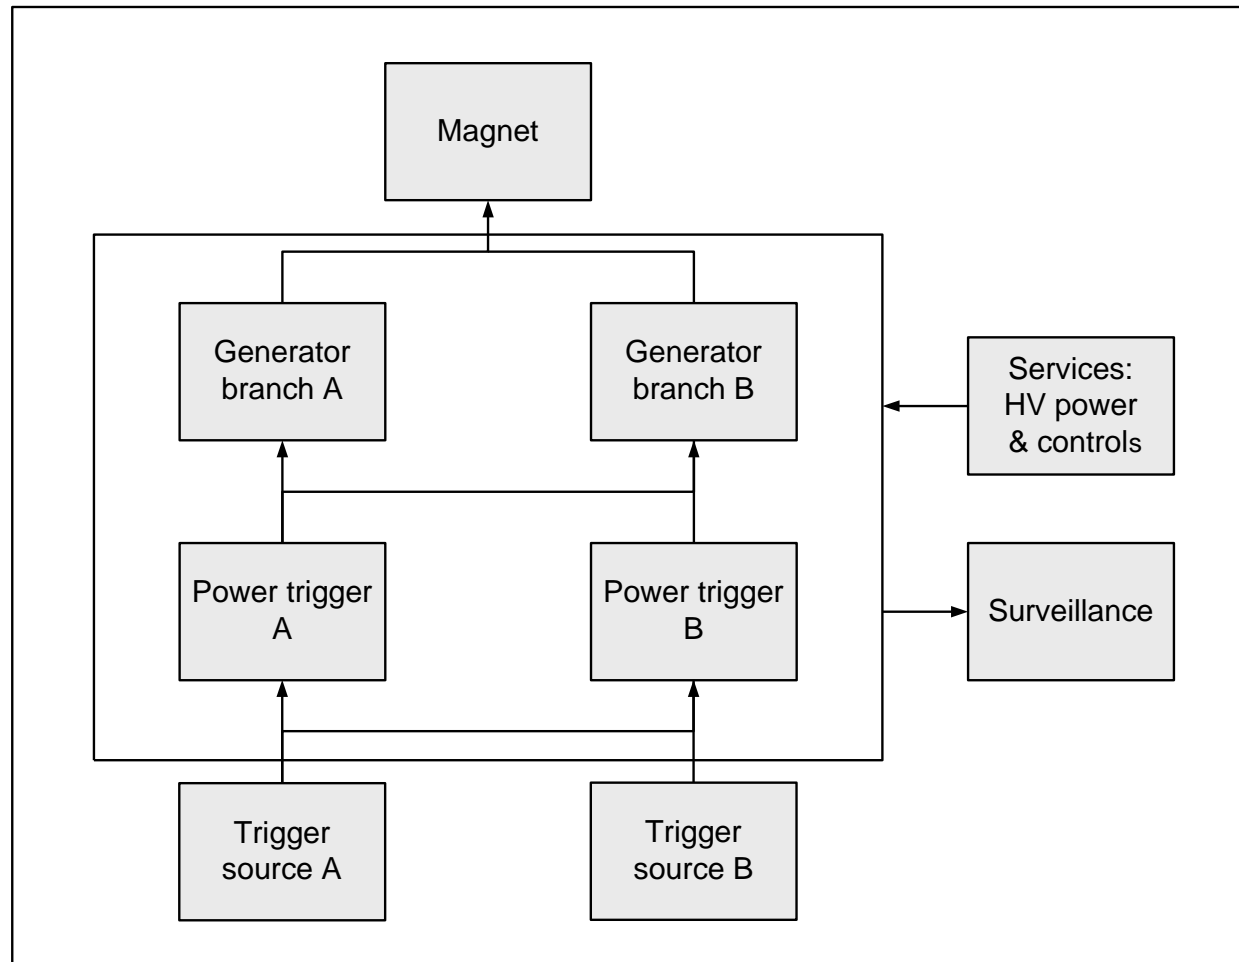 Magnet
Generator
branch A
Generator
branch B
Services:
HV power
& controls
Power trigger
A
Power trigger
B
Surveillance
Trigger
source A
Trigger
source B